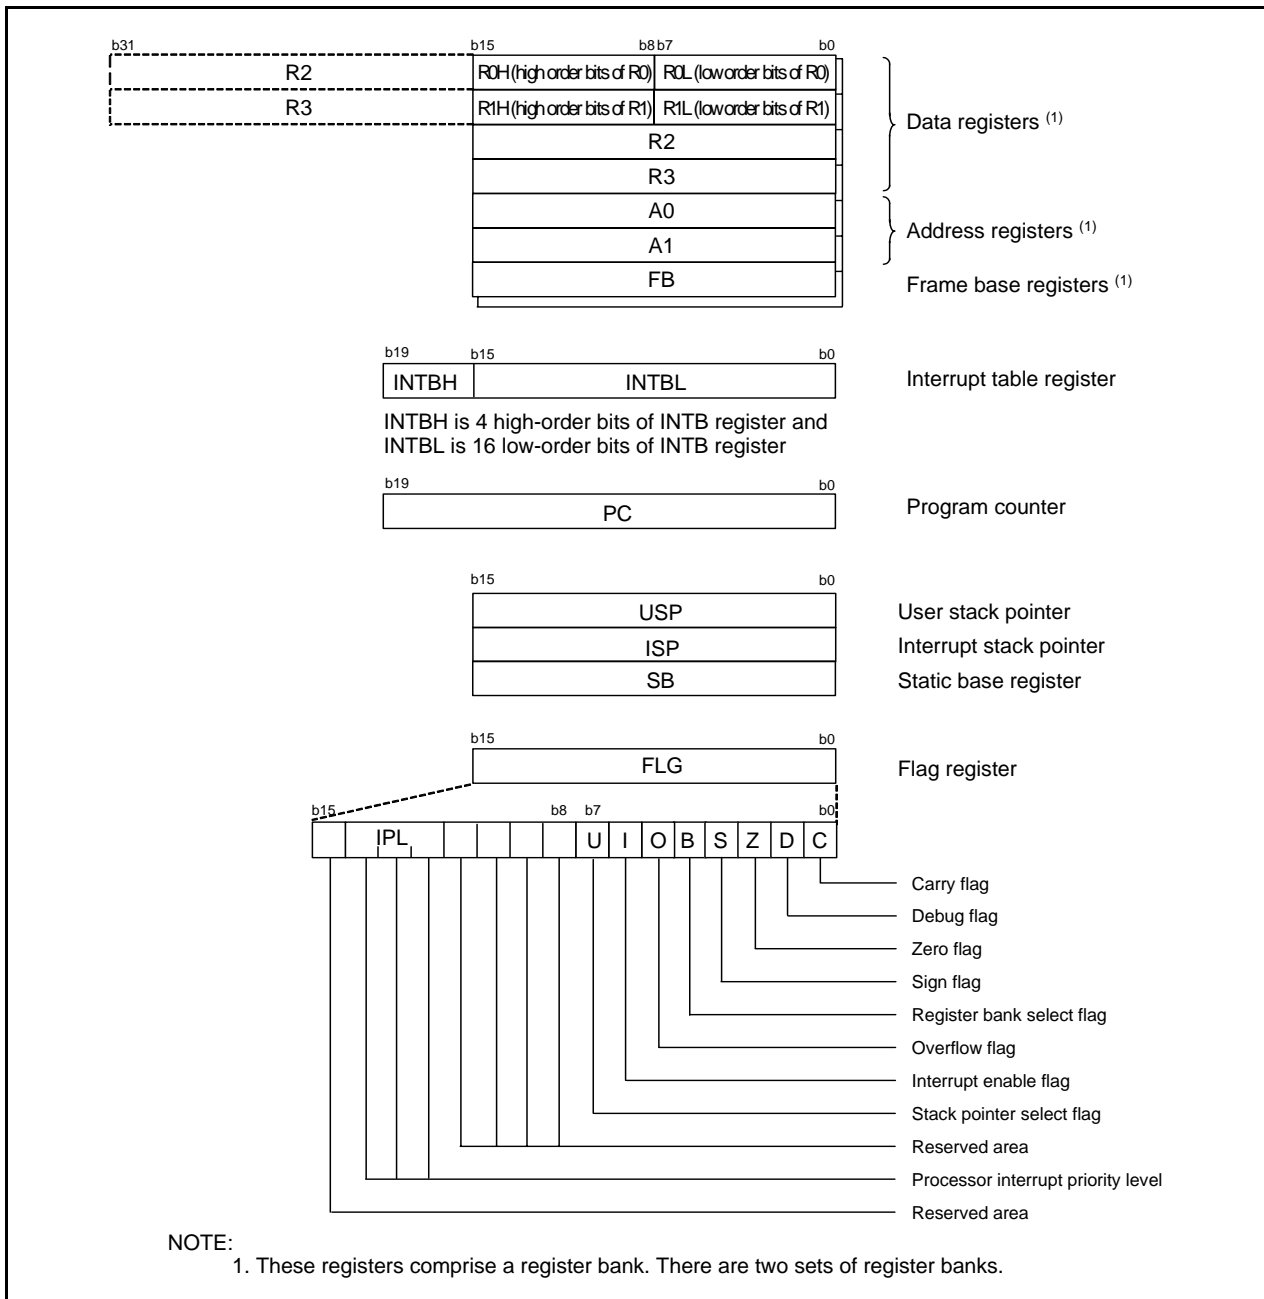 b31 b15 b8 b7 b0
R2 R0H (high order bits of R0) R0L (low order bits of R0)
R3 R1H (high order bits of R1) R1L (low order bits of R1)
R2
R3
Data registers (1)
A0
A1
Address registers (1)
FB
Frame base registers (1)
b19 b15 b0
INTBH INTBL
Interrupt table register
INTBH is 4 high-order bits of INTB register and
INTBL is 16 low-order bits of INTB register
b19 b0
PC
Program counter
b15 b0
USP User stack pointer
ISP Interrupt stack pointer
SB Static base register
b15 b0
FLG Flag register
b15 b8 b7 b0
IPL U I O B S Z D C
Carry flag
Debug flag
Zero flag
Sign flag
Register bank select flag
Overflow flag
Interrupt enable flag
Stack pointer select flag
Reserved area
Processor interrupt priority level
Reserved area
NOTE:
1. These registers comprise a register bank. There are two sets of register banks.